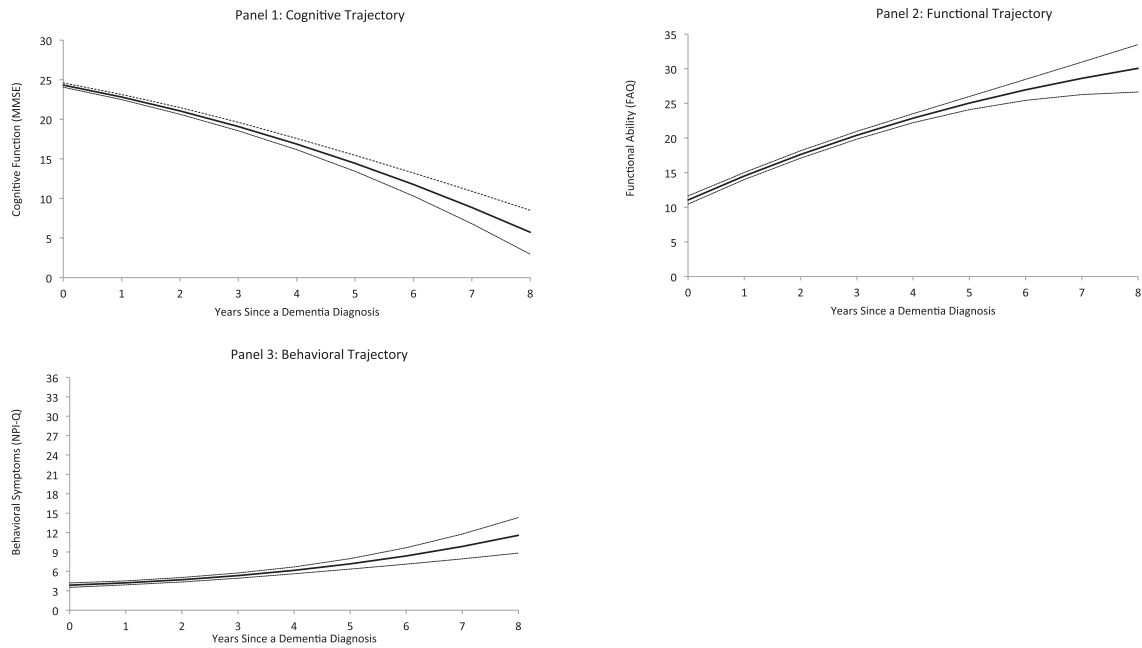 Panel 1: Cognitive Trajectory
30
25
20
15
10
5
0
Cognitive Function (MMSE)
0 1 2 3 4 5 6 7 8
Years Since a Dementia Diagnosis
Panel 2: Functional Trajectory
35
30
25
20
15
10
5
0
Functional Ability (FAQ)
0 1 2 3 4 5 6 7 8
Years Since a Dementia Diagnosis
Panel 3: Behavioral Trajectory
36
33
30
27
24
21
18
15
12
9
6
3
0
Behavioral Symptoms (NPI-Q)
0 1 2 3 4 5 6 7 8
Years Since a Dementia Diagnosis